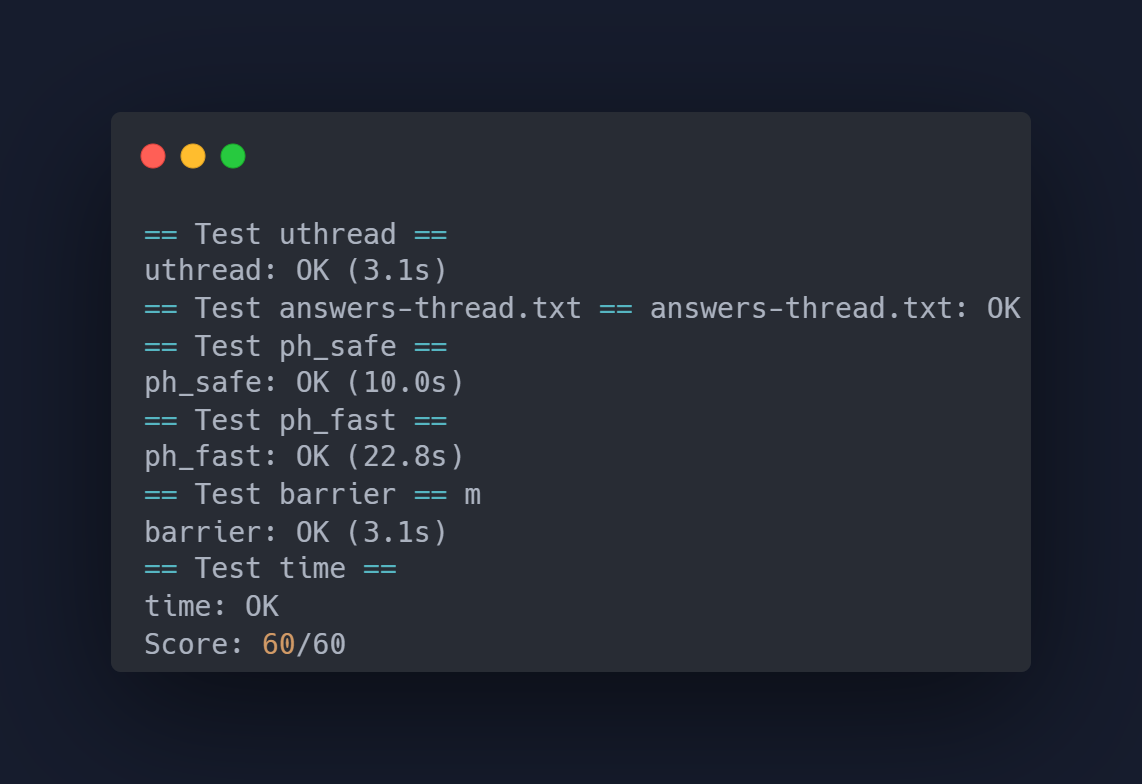 == Test uthread ==
uthread: OK (3.1s)
== Test answers-thread.txt == answers-thread.txt: OK
== Test ph_safe ==
ph_safe: OK (10.0s)
== Test ph_fast ==
ph_fast: OK (22.8s)
== Test barrier == m
barrier: OK (3.1s)
== Test time ==
time: OK
Score: 60/60